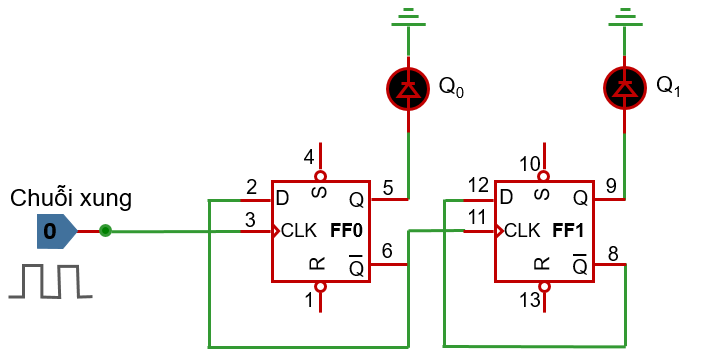 Q0
Q1
4
10
2
D
S
Q
5
12
D
S
Q
9
Chuỗi xung
0
3
CLK
FF0
11
CLK
FF1
R
Q̅
6
R
Q̅
8
1
13